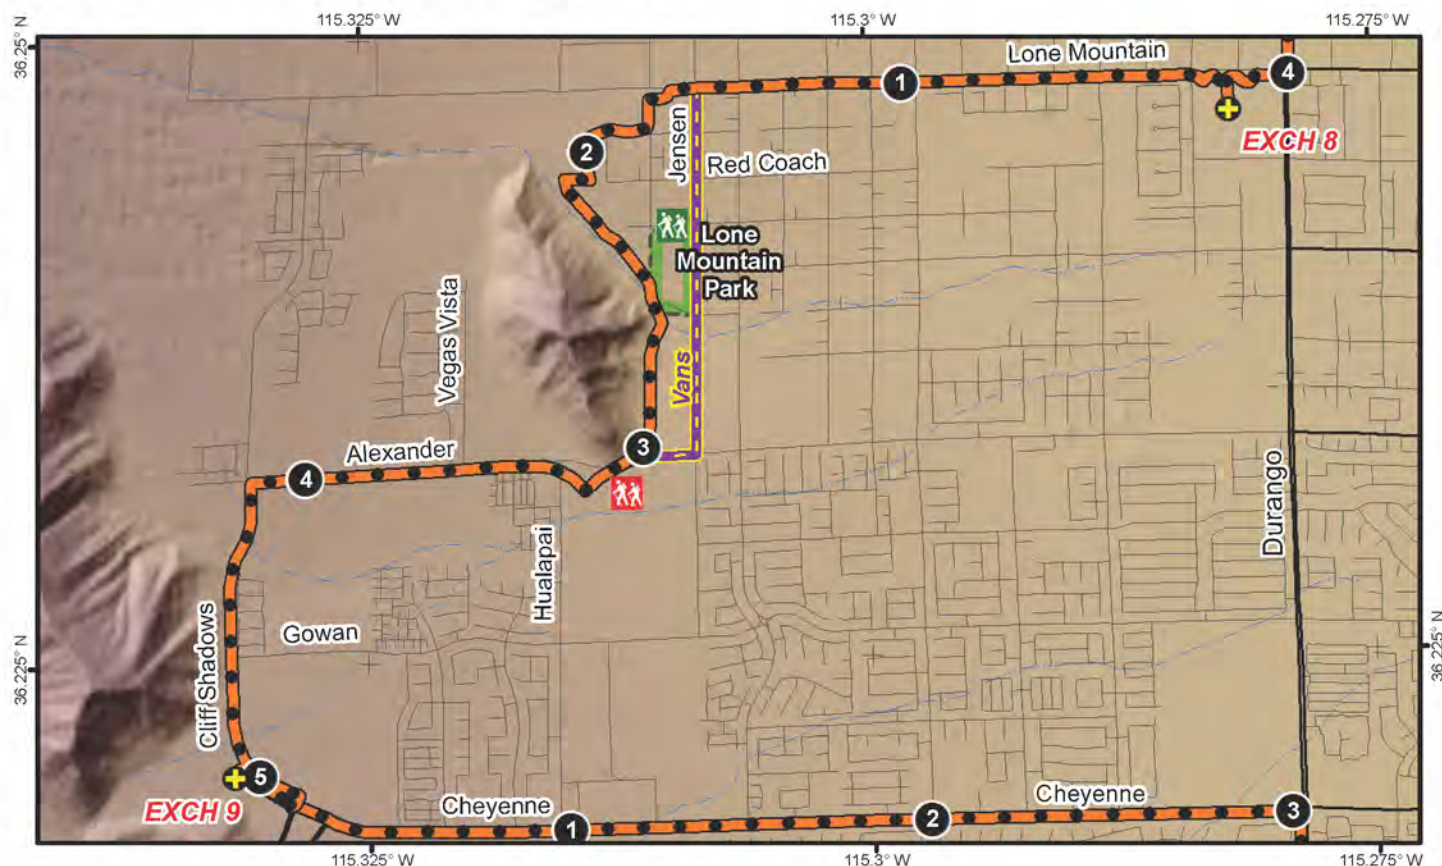 115.325° W
115.3° W
115.275° W
36.25° N
Lone Mountain
1
4
EXCH 8
2
Jensen
Red Coach
Lone
Mountain
Park
Vegas Vista
Vans
3
Alexander
4
Hualapai
Durango
Gowan
Cliff Shadows
36.225° N
36.225° N
5
EXCH 9
Cheyenne
1
2
Cheyenne
3
115.325° W
115.3° W
115.275° W